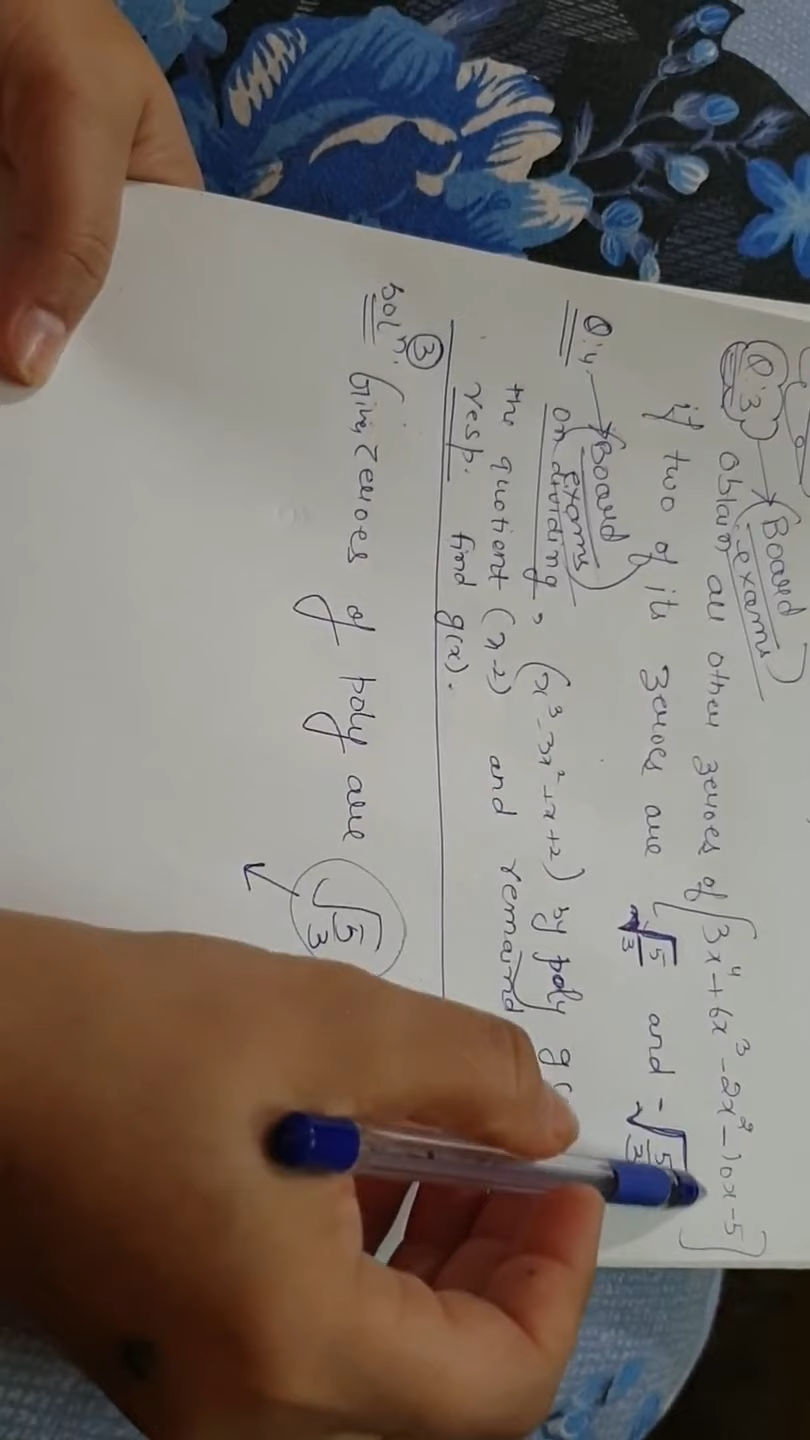 Q.3 → Board exams
obtain all other zeroes of [3x⁴ + 6x³ - 2x² - 10x - 5]
if two of its zeroes are √5/3 and -√5/3
Q.4 → Board exams
on dividing (x³ - 3x² + x + 2) by poly g(
the quotient (x-2) and remaind
resp. find g(x).
Solⁿ. ③
Given zeroes of poly are √5/3